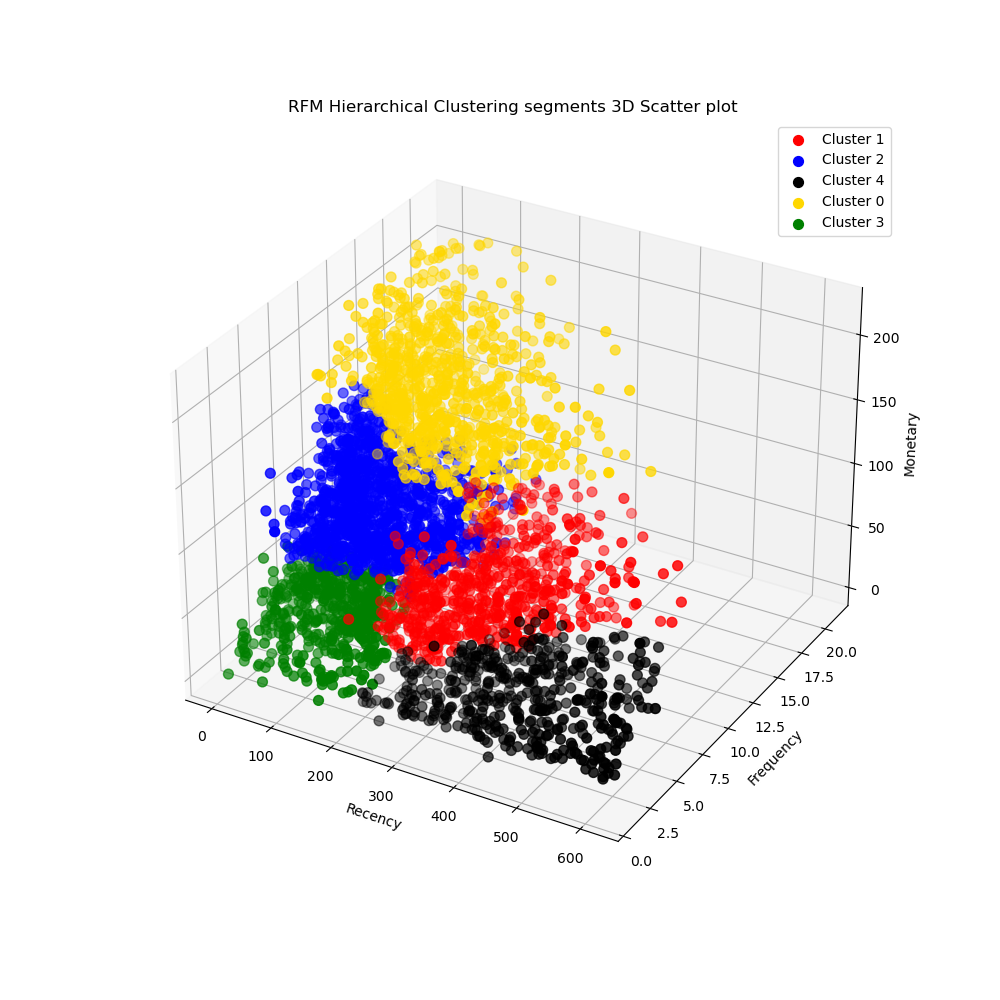 RFM Hierarchical Clustering segments 3D Scatter plot
Cluster 1
Cluster 2
Cluster 4
Cluster 0
Cluster 3
200
150
100
50
0
Monetary
0
100
200
300
400
500
600
Recency
0.0
2.5
5.0
7.5
10.0
12.5
15.0
17.5
20.0
Frequency